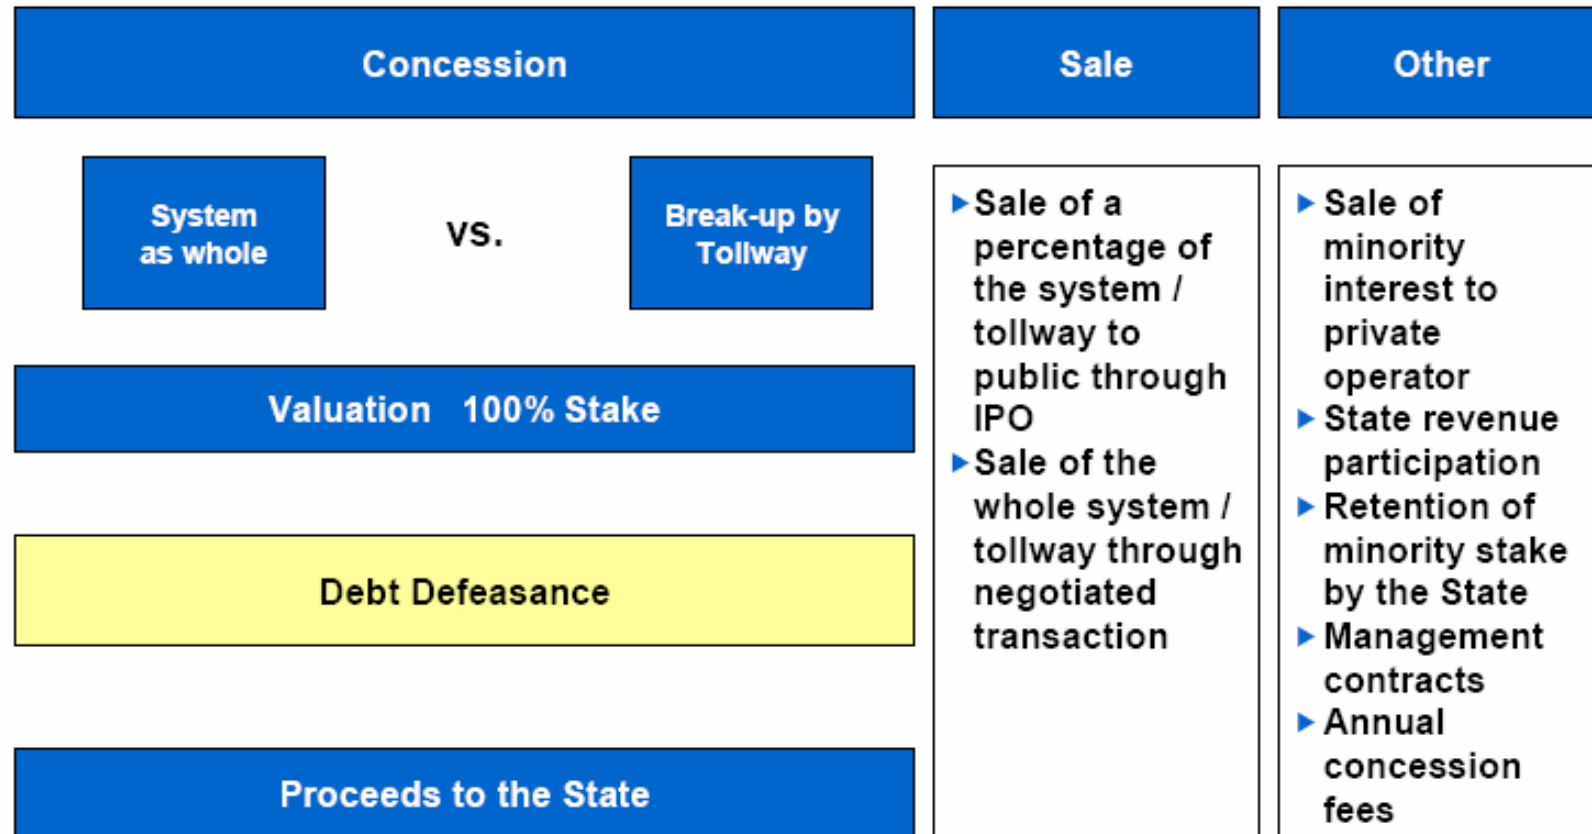 Concession
System
as whole
vs.
Break-up by
Tollway
Valuation 100% Stake
Debt Defeasance
Proceeds to the State
Sale
Sale of a
percentage of
the system /
tollway to
public through
IPO
Sale of the
whole system /
tollway through
negotiated
transaction
Other
Sale of
minority
interest to
private
operator
State revenue
participation
Retention of
minority stake
by the State
Management
contracts
Annual
concession
fees